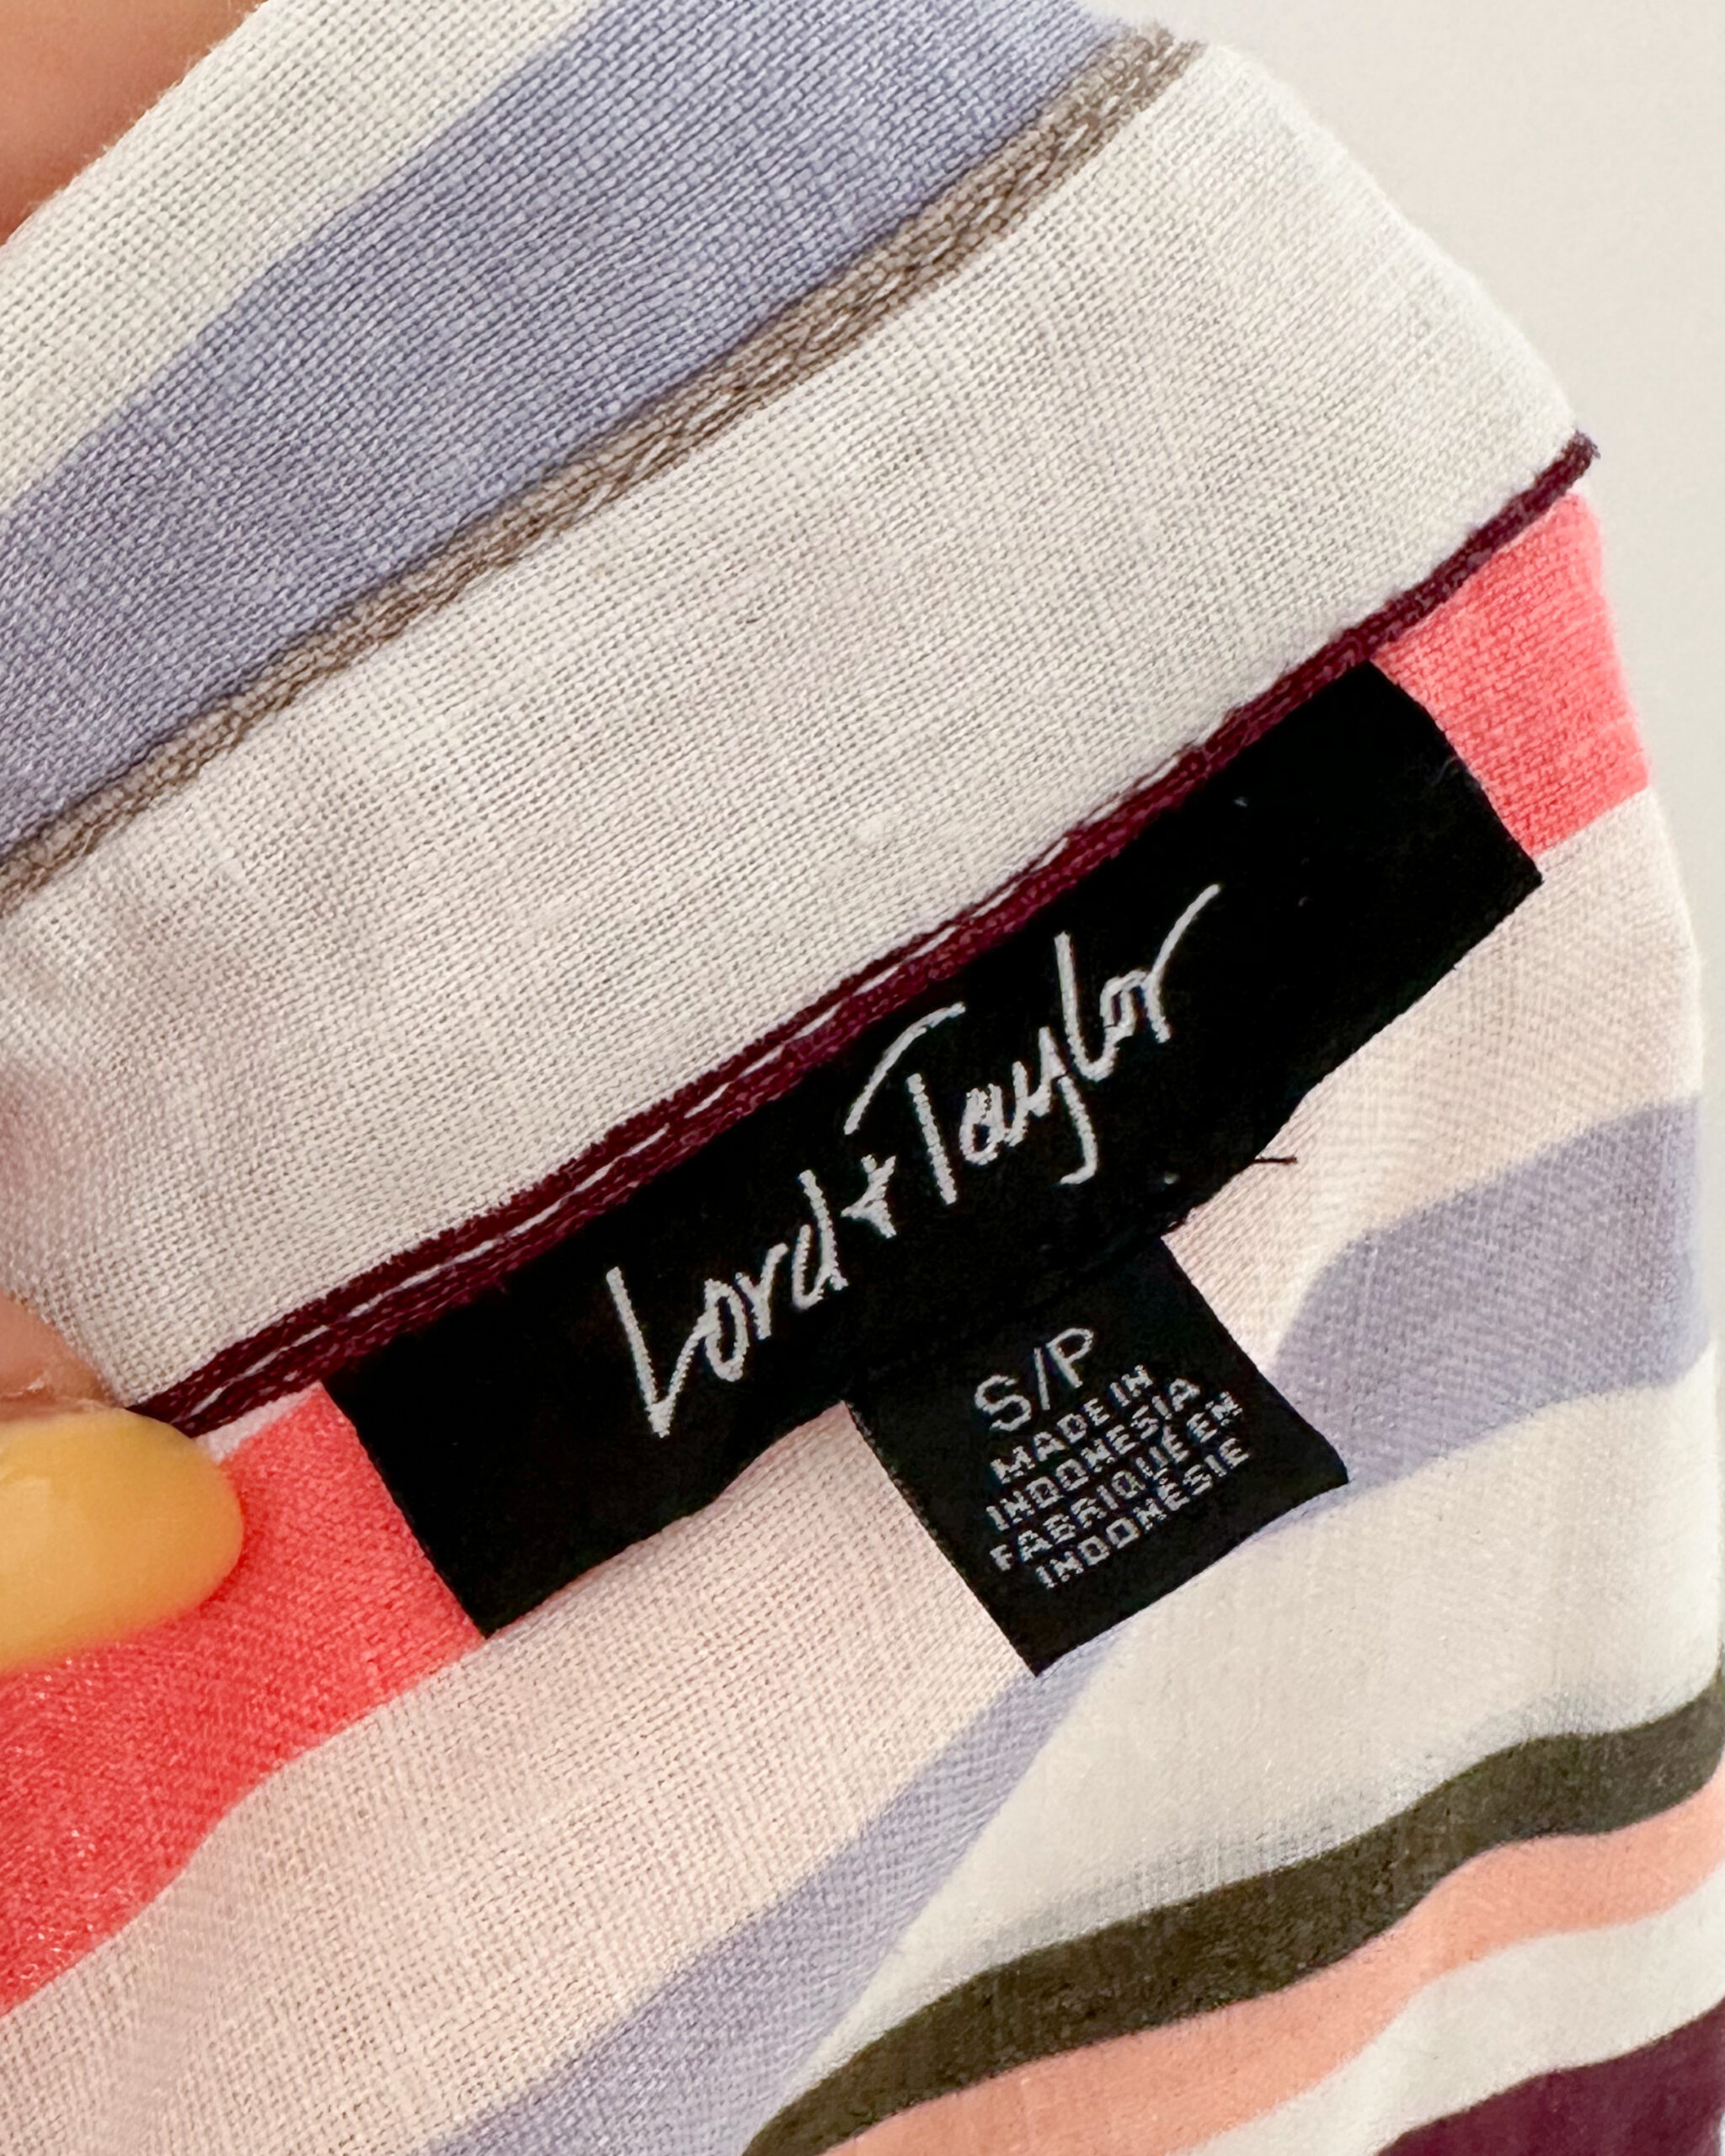 Lord + Taylor
S/P
MADE IN
INDONESIA
FABRIQUÉ EN
INDONÉSIE